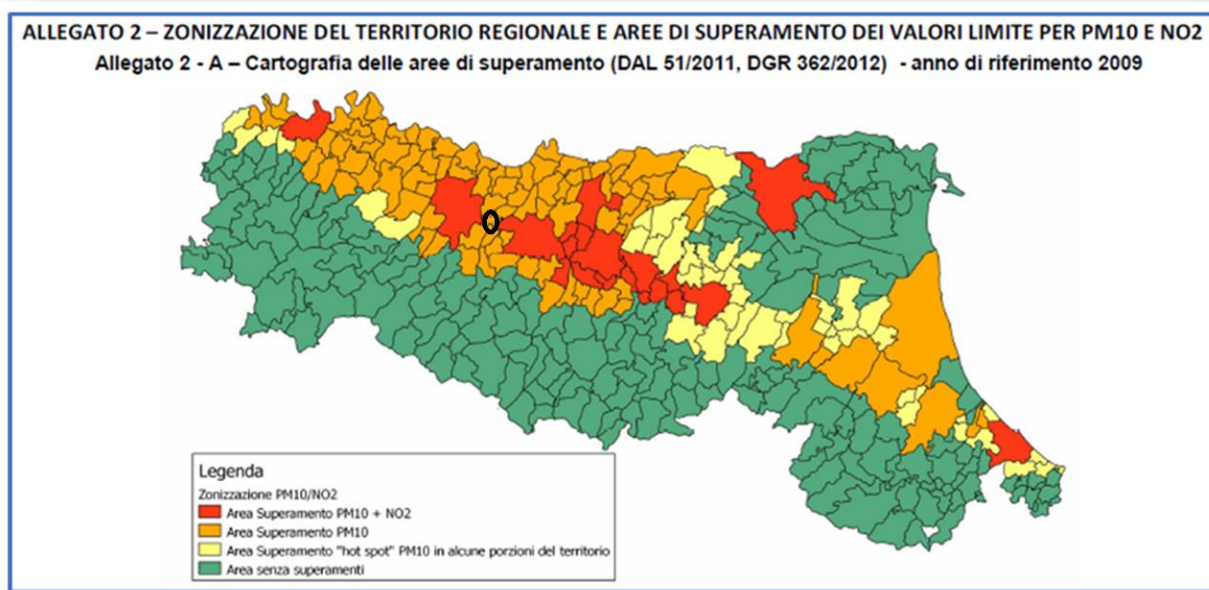 ALLEGATO 2 – ZONIZZAZIONE DEL TERRITORIO REGIONALE E AREE DI SUPERAMENTO DEI VALORI LIMITE PER PM10 E NO2
Allegato 2 - A – Cartografia delle aree di superamento (DAL 51/2011, DGR 362/2012) - anno di riferimento 2009
Legenda
Zonizzazione PM10/NO2
Area Superamento PM10 + NO2
Area Superamento PM10
Area Superamento "hot spot" PM10 in alcune porzioni del territorio
Area senza superamenti